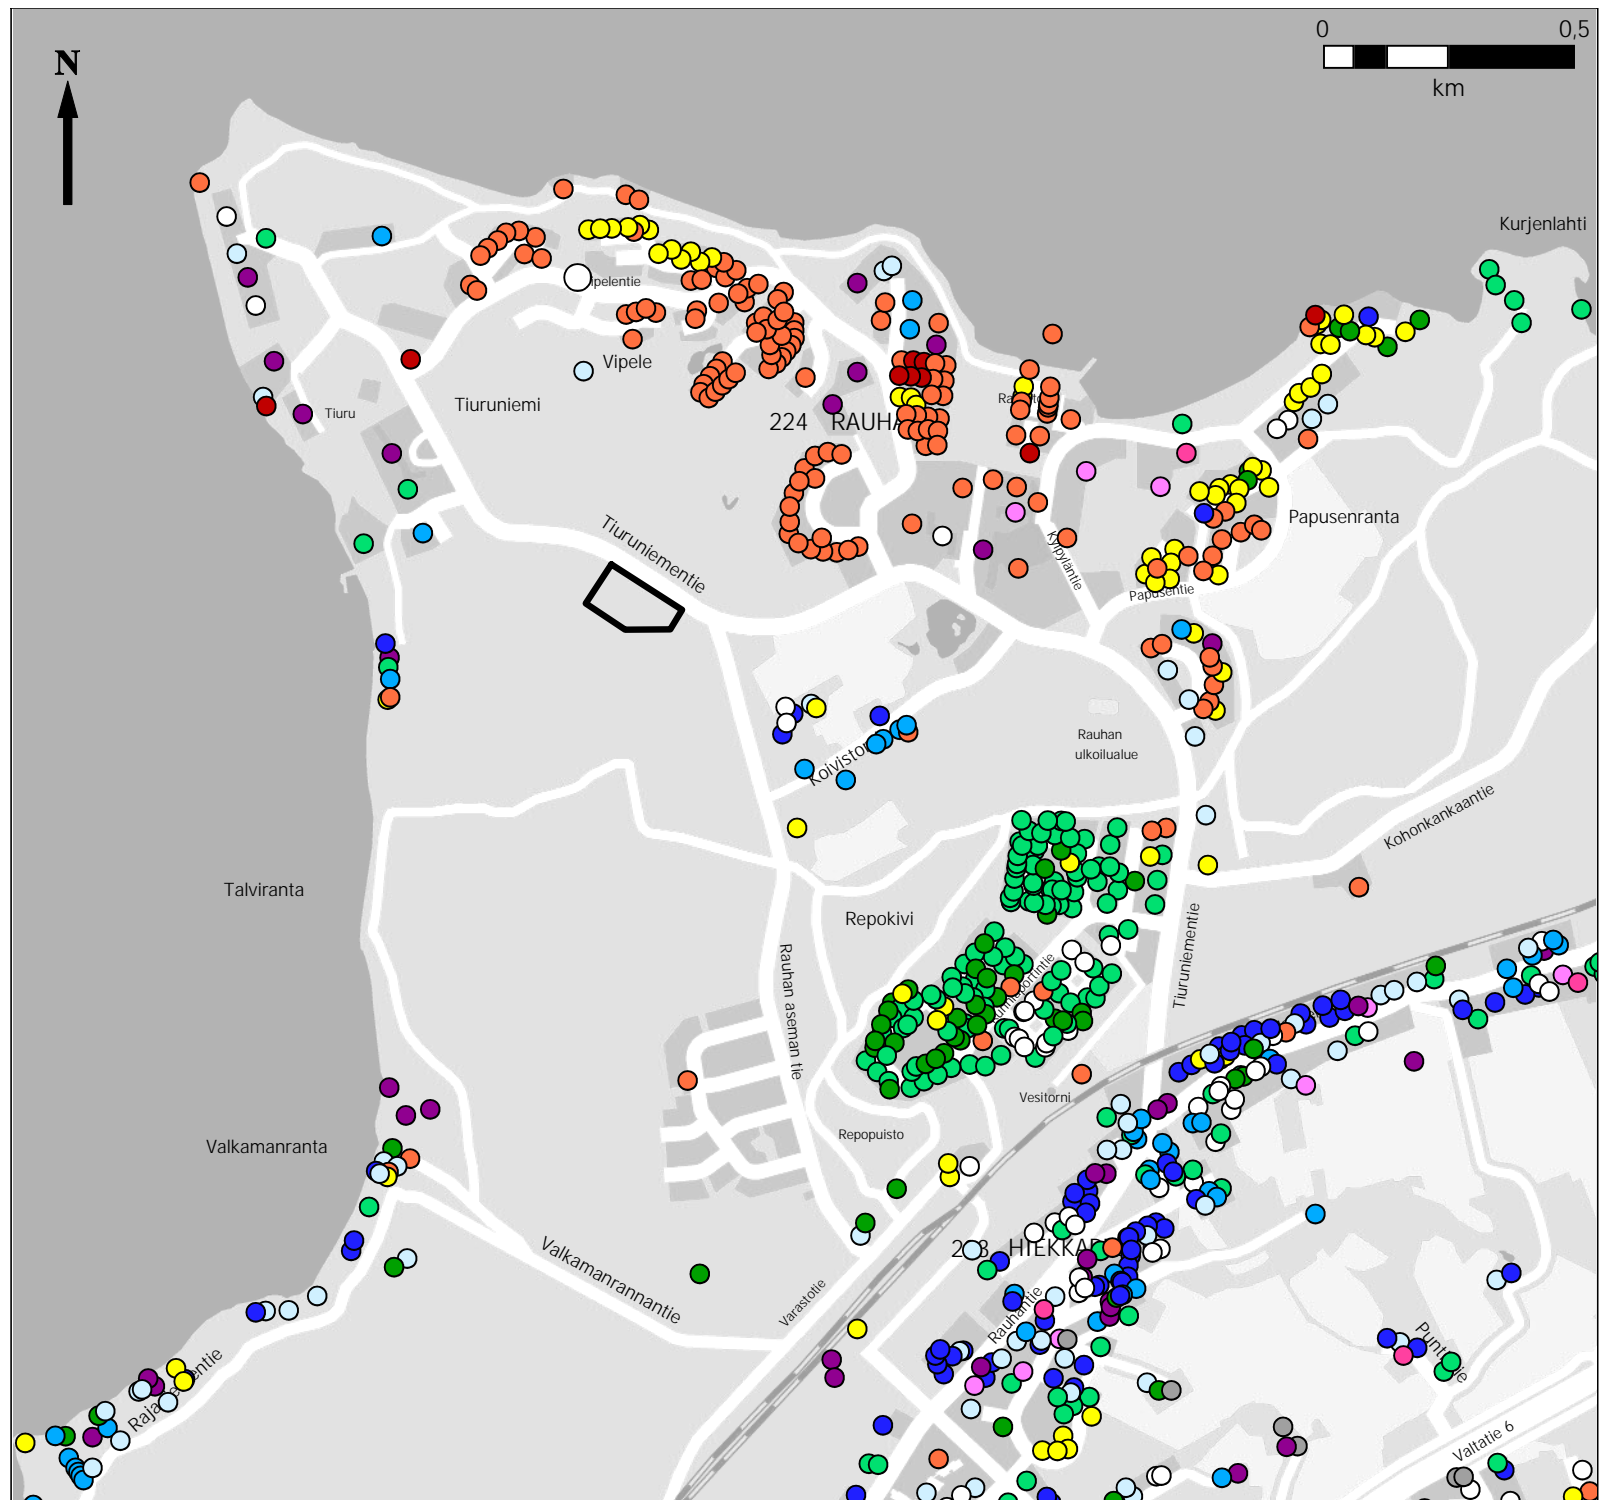 0 0,5
km
N
Kurjenlahti
Vipele
Tiuru
Tiuruniemi
224
Tiuruniementie
Papusenranta
Kylpyläntie
Papusentie
Rauhan
ulkoilualue
Kohonkankaantie
Talviranta
Repokivi
Rauhan aseman tie
Tiuruniementie
Vesitorni
Repopuisto
Valkamanranta
Valkamanrannantie
Varastotie
Rauhantie
Valtatie 6